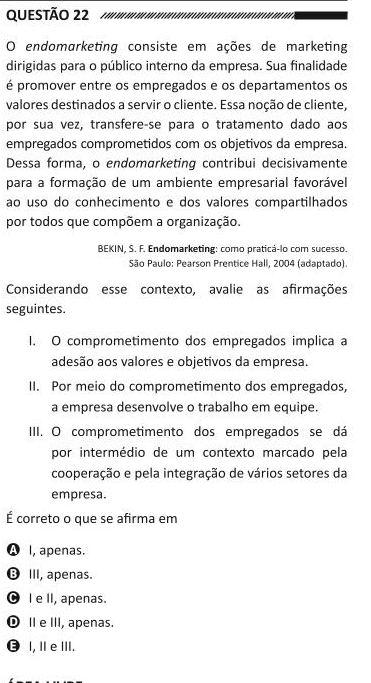 QUESTÃO 22
O endomarketing consiste em ações de marketing
dirigidas para o público interno da empresa. Sua finalidade
é promover entre os empregados e os departamentos os
valores destinados a servir o cliente. Essa noção de cliente,
por sua vez, transfere-se para o tratamento dado aos
empregados comprometidos com os objetivos da empresa.
Dessa forma, o endomarketing contribui decisivamente
para a formação de um ambiente empresarial favorável
ao uso do conhecimento e dos valores compartilhados
por todos que compõem a organização.
BEKIN, S. F. Endomarketing: como praticá-lo com sucesso.
São Paulo: Pearson Prentice Hall, 2004 (adaptado).
Considerando esse contexto, avalie as afirmações
seguintes.
I. O comprometimento dos empregados implica a
adesão aos valores e objetivos da empresa.
II. Por meio do comprometimento dos empregados,
a empresa desenvolve o trabalho em equipe.
III. O comprometimento dos empregados se dá
por intermédio de um contexto marcado pela
cooperação e pela integração de vários setores da
empresa.
É correto o que se afirma em
A I, apenas.
B III, apenas.
C I e II, apenas.
D II e III, apenas.
E I, II e III.